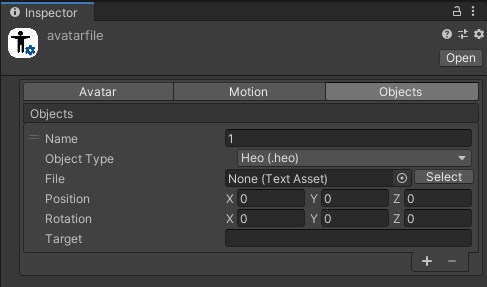 Inspector
avatarfile
Open
Avatar Motion Objects
Objects
Name 1
Object Type Heo (.heo)
File None (Text Asset) Select
Position X 0 Y 0 Z 0
Rotation X 0 Y 0 Z 0
Target